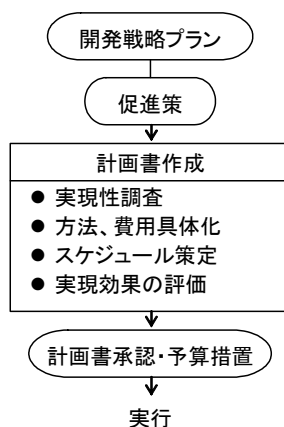 開発戦略プラン
促進策
計画書作成
● 実現性調査
● 方法、費用具体化
● スケジュール策定
● 実現効果の評価
計画書承認・予算措置
実行